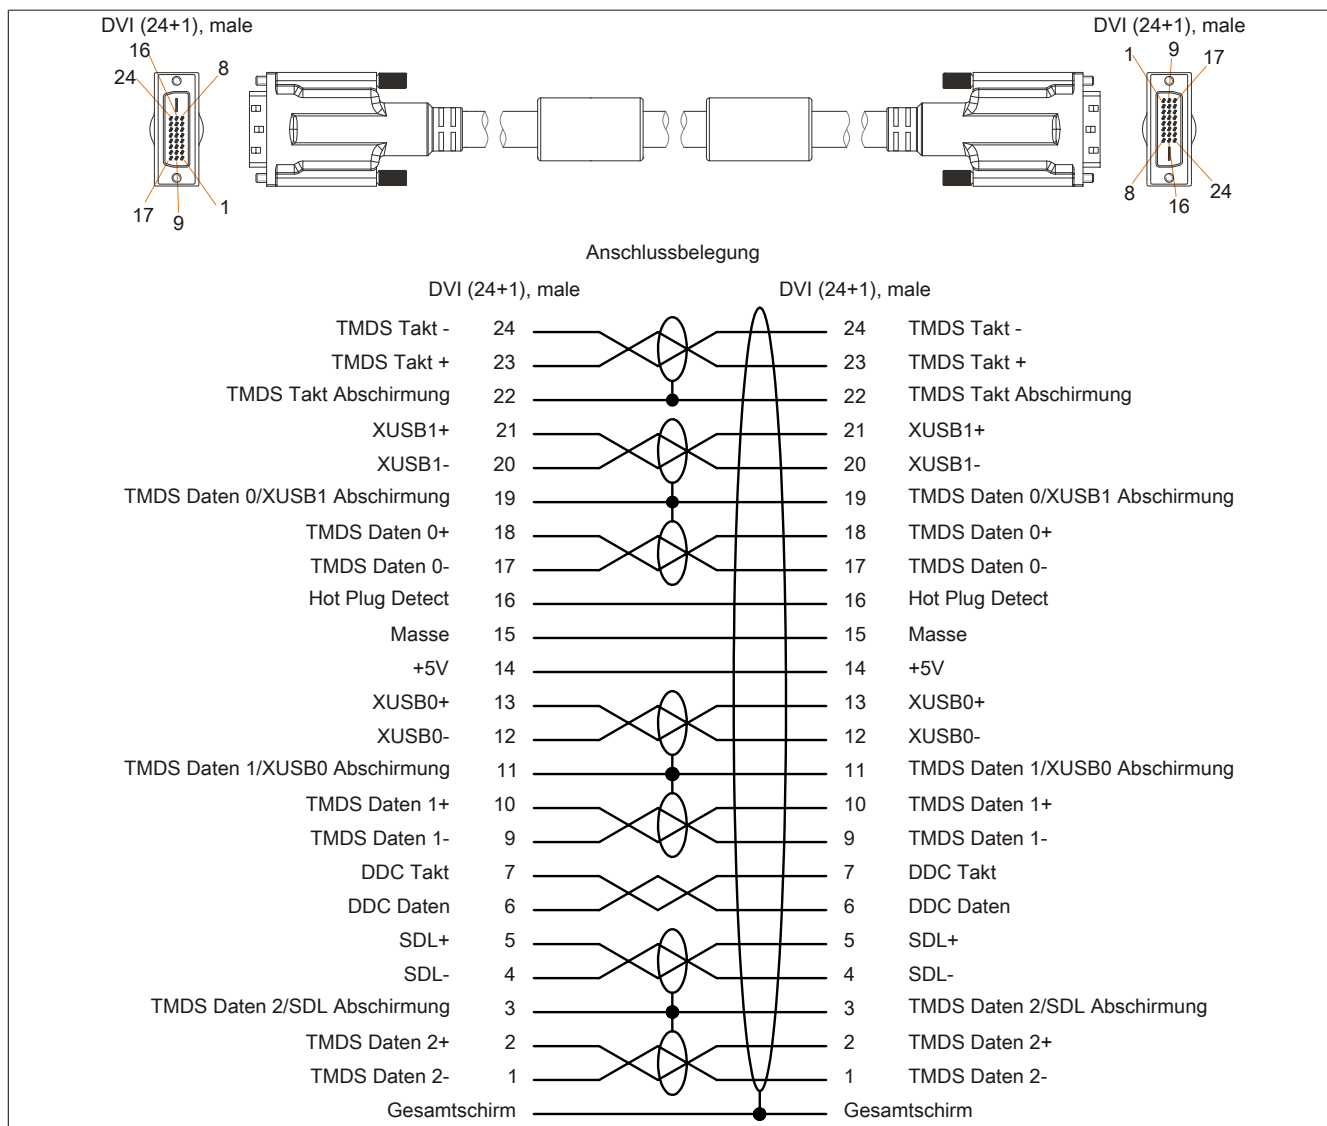 DVI (24+1), male DVI (24+1), male
16 8 24 17 9 1
1 9 17 8 16 24
Anschlussbelegung
DVI (24+1), male DVI (24+1), male
TMDS Takt - 24 24 TMDS Takt -
TMDS Takt + 23 23 TMDS Takt +
TMDS Takt Abschirmung 22 22 TMDS Takt Abschirmung
XUSB1+ 21 21 XUSB1+
XUSB1- 20 20 XUSB1-
TMDS Daten 0/XUSB1 Abschirmung 19 19 TMDS Daten 0/XUSB1 Abschirmung
TMDS Daten 0+ 18 18 TMDS Daten 0+
TMDS Daten 0- 17 17 TMDS Daten 0-
Hot Plug Detect 16 16 Hot Plug Detect
Masse 15 15 Masse
+5V 14 14 +5V
XUSB0+ 13 13 XUSB0+
XUSB0- 12 12 XUSB0-
TMDS Daten 1/XUSB0 Abschirmung 11 11 TMDS Daten 1/XUSB0 Abschirmung
TMDS Daten 1+ 10 10 TMDS Daten 1+
TMDS Daten 1- 9 9 TMDS Daten 1-
DDC Takt 7 7 DDC Takt
DDC Daten 6 6 DDC Daten
SDL+ 5 5 SDL+
SDL- 4 4 SDL-
TMDS Daten 2/SDL Abschirmung 3 3 TMDS Daten 2/SDL Abschirmung
TMDS Daten 2+ 2 2 TMDS Daten 2+
TMDS Daten 2- 1 1 TMDS Daten 2-
Gesamtschirm Gesamtschirm